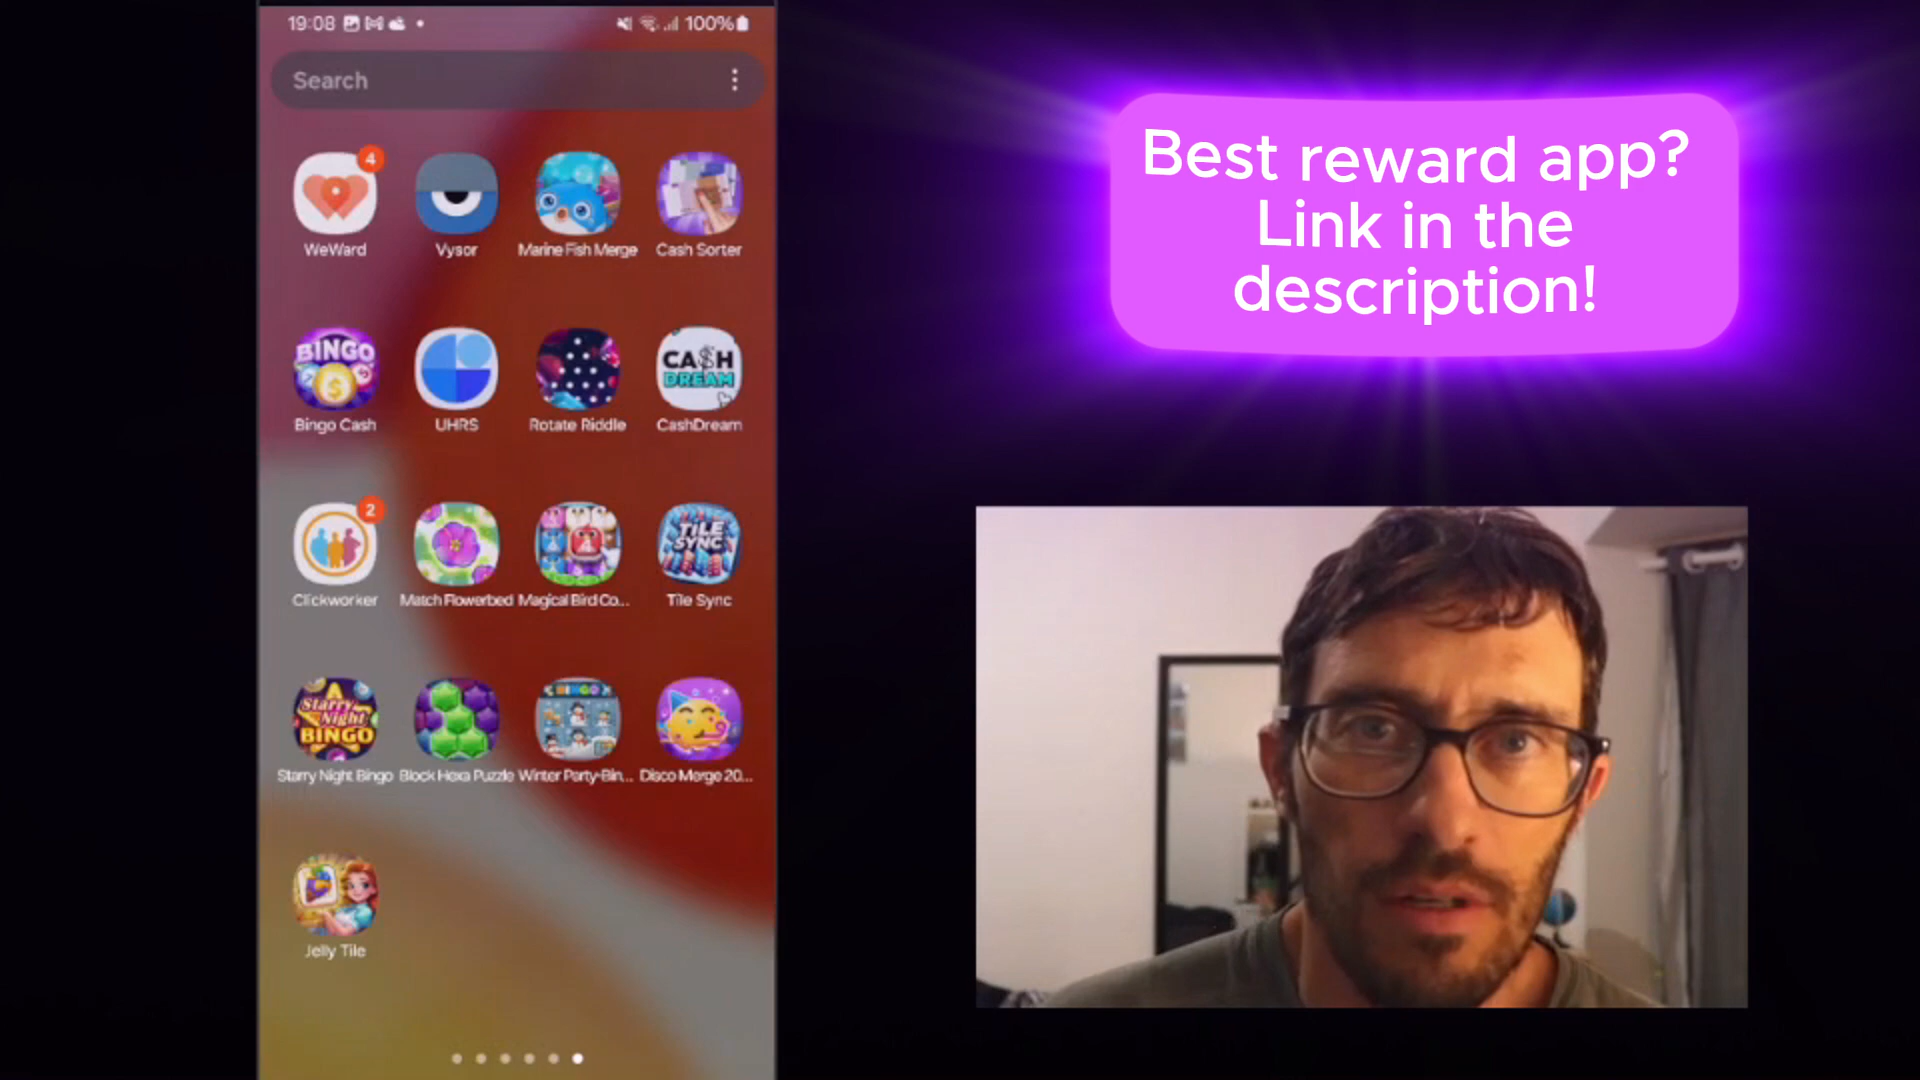 19:08
100%
Search
4
WeWard
Vysor
Marine Fish Merge
Cash Sorter
BINGO
Bingo Cash
UHRS
Rotate Riddle
CA$H
DREAM
CashDream
2
Clickworker
Match Flowerbed
Magical Bird Co...
TILE
SYNC
Tile Sync
Starry
Night
BINGO
Starry Night Bingo
Block Hexa Puzzle
BINGO
Winter Party-Bin...
Disco Merge 20...
Jelly Tile
Best reward app?
Link in the
description!